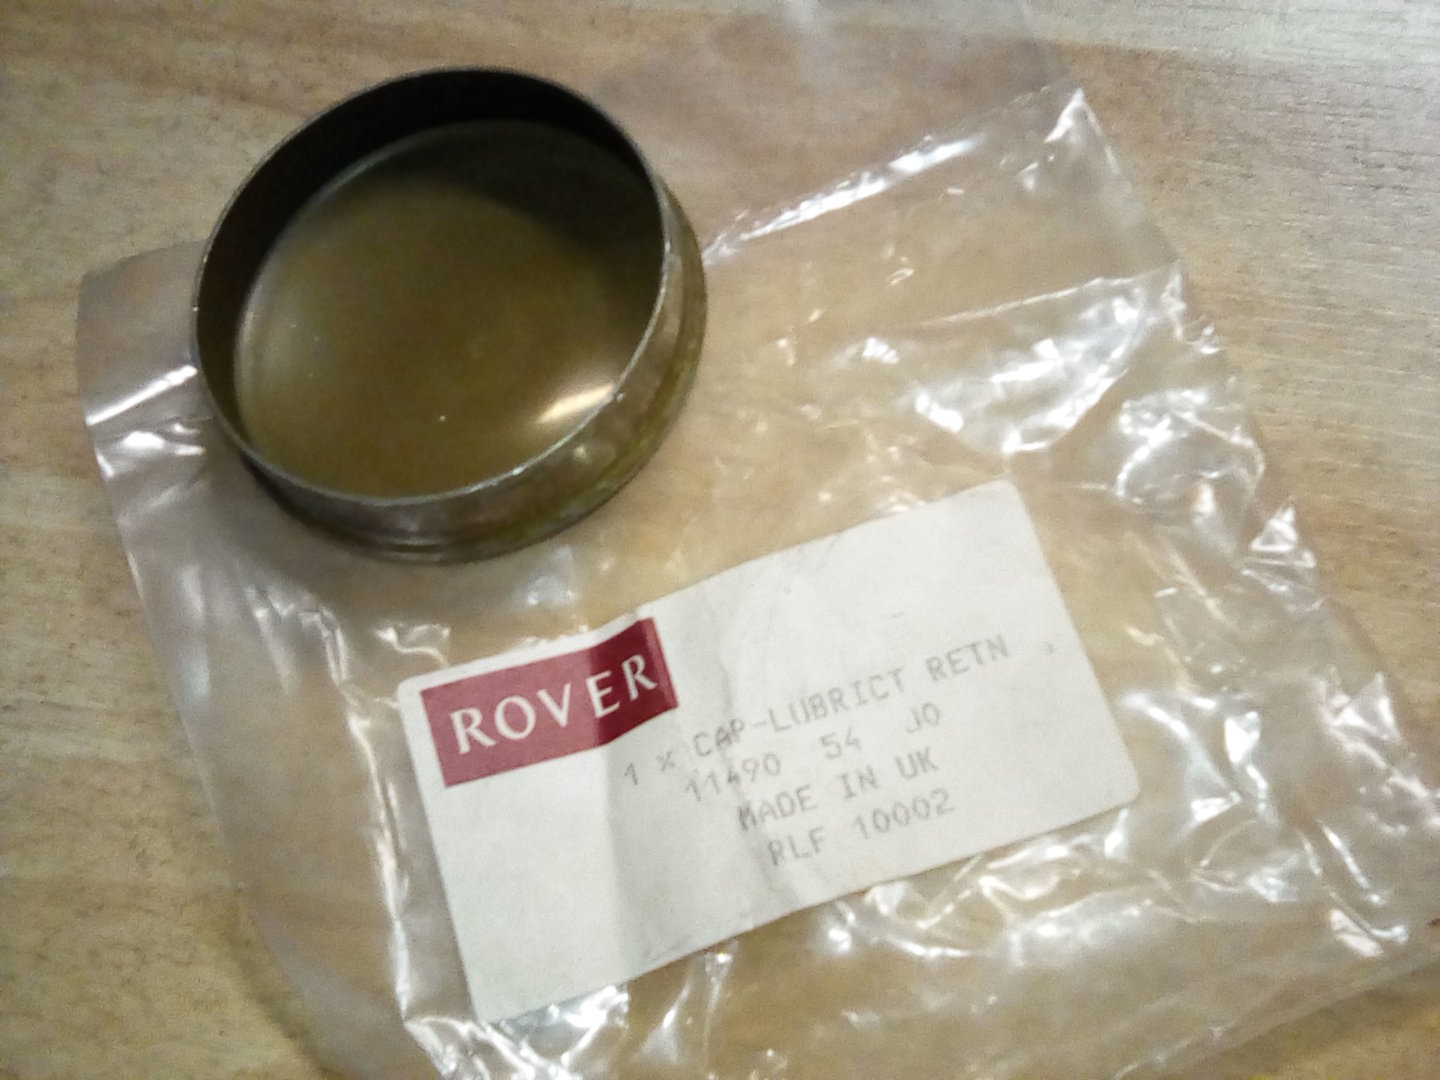 ROVER
1 x CAP-LUBRICT RETN
11490 54 JO
MADE IN UK
RLF 10002